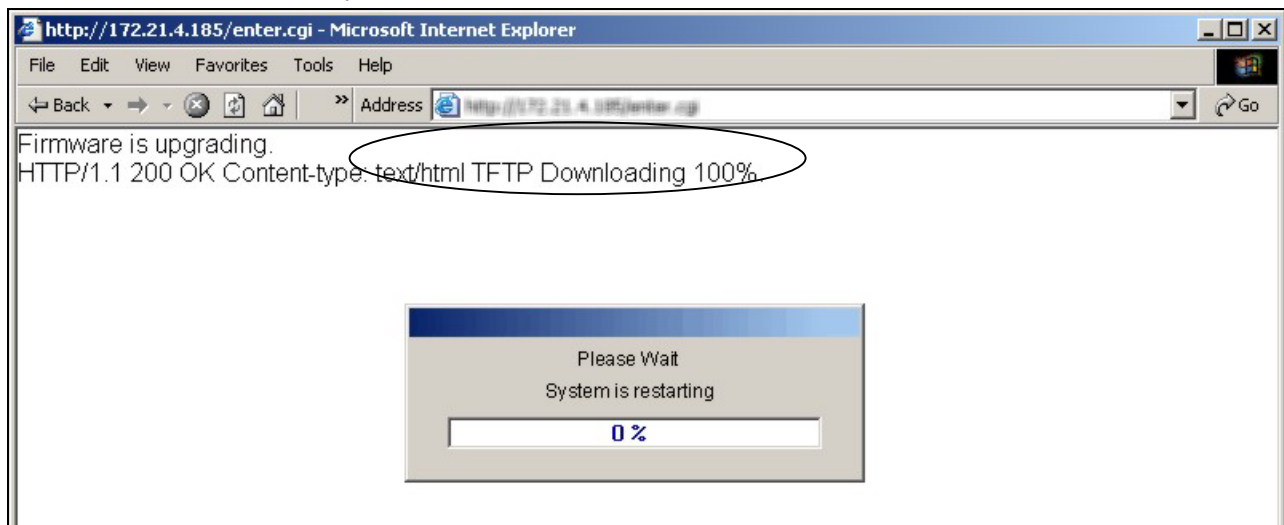 http://172.21.4.185/enter.cgi - Microsoft Internet Explorer
File Edit View Favorites Tools Help
Back » Address Go
Firmware is upgrading.
HTTP/1.1 200 OK Content-type: text/html TFTP Downloading 100%.
Please Wait
System is restarting
0 %